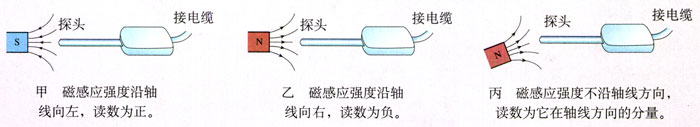 S
探头
接电缆
甲 磁感应强度沿轴
线向左，读数为正。
N
探头
接电缆
乙 磁感应强度沿轴
线向右，读数为负。
N
探头
接电缆
丙 磁感应强度不沿轴线方向，
读数为它在轴线方向的分量。